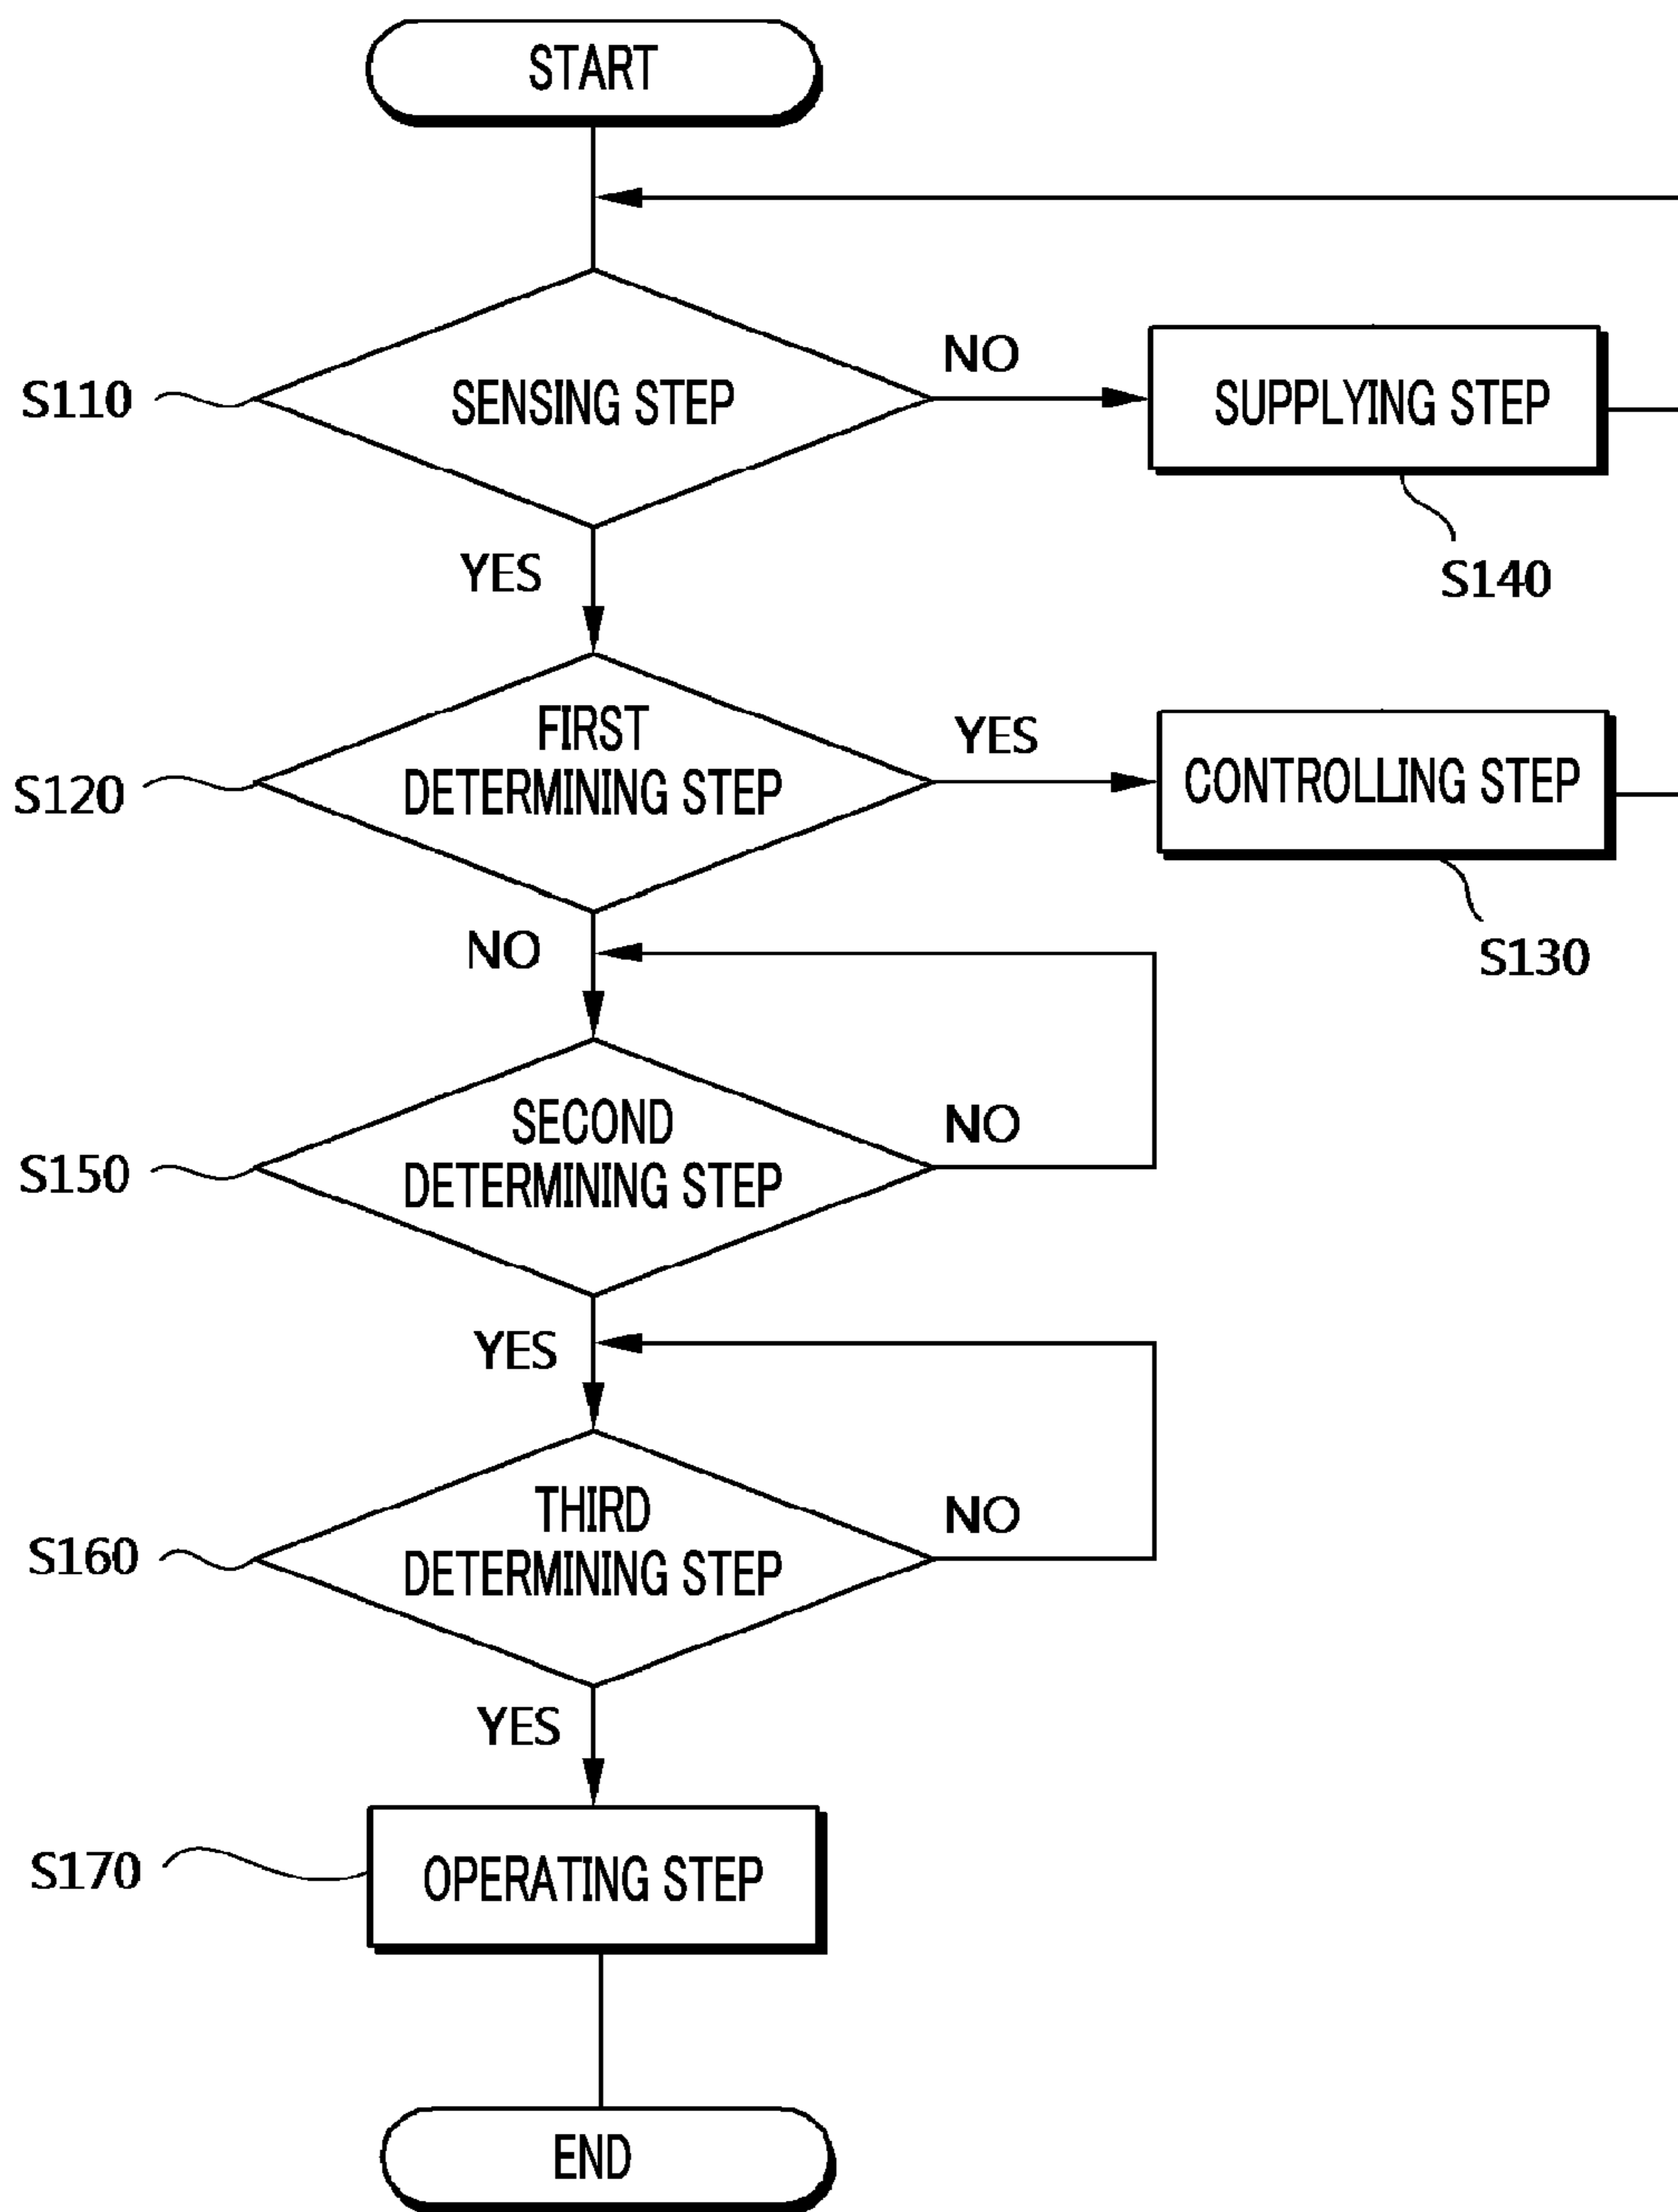 START
NO
S110
SENSING STEP
SUPPLYING STEP
YES
S140
FIRST
DETERMINING STEP
YES
S120
CONTROLLING STEP
NO
S130
SECOND
DETERMINING STEP
NO
S150
YES
THIRD
DETERMINING STEP
NO
S160
YES
S170
OPERATING STEP
END